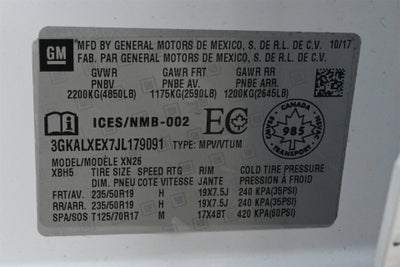 GM
MFD BY GENERAL MOTORS DE MEXICO, S. DE R.L. DE C.V. 10/17
FAB. PAR GENERAL MOTORS DE MEXICO, S. DE R.L. DE C.V.
GVWR GAWR FRT GAWR RR
PNBV PNBE AV. PNBE ARR.
2200KG(4850LB) 1175KG(2590LB) 1200KG(2645LB)
ICES/NMB-002 EC
CANADA
CAN/ES 985 MVAC
TRANSPORT
3GKALXEX7JL179091 TYPE: MPV/VTUM
MODEL/MODÈLE XN26
XBH5 TIRE SIZE SPEED RTG RIM COLD TIRE PRESSURE
DIM. PNEU COTE VITESSE JANTE PRESSION À FROID
FRT/AV. 235/50R19 H 19X7.5J 240 KPA(35PSI)
RR/ARR. 235/50R19 H 19X7.5J 240 KPA(35PSI)
SPA/SOS T125/70R17 M 17X4BT 420 KPA(60PSI)